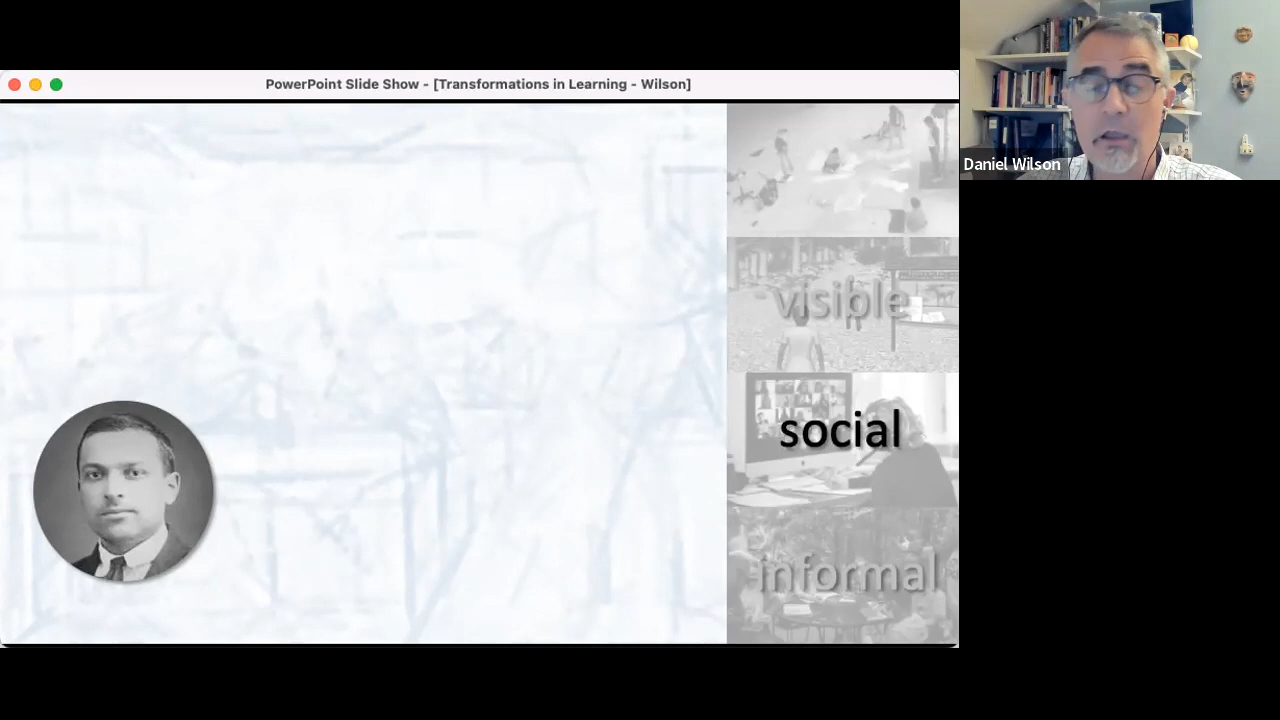 PowerPoint Slide Show - [Transformations in Learning - Wilson]
Daniel Wilson
visible
social
informal